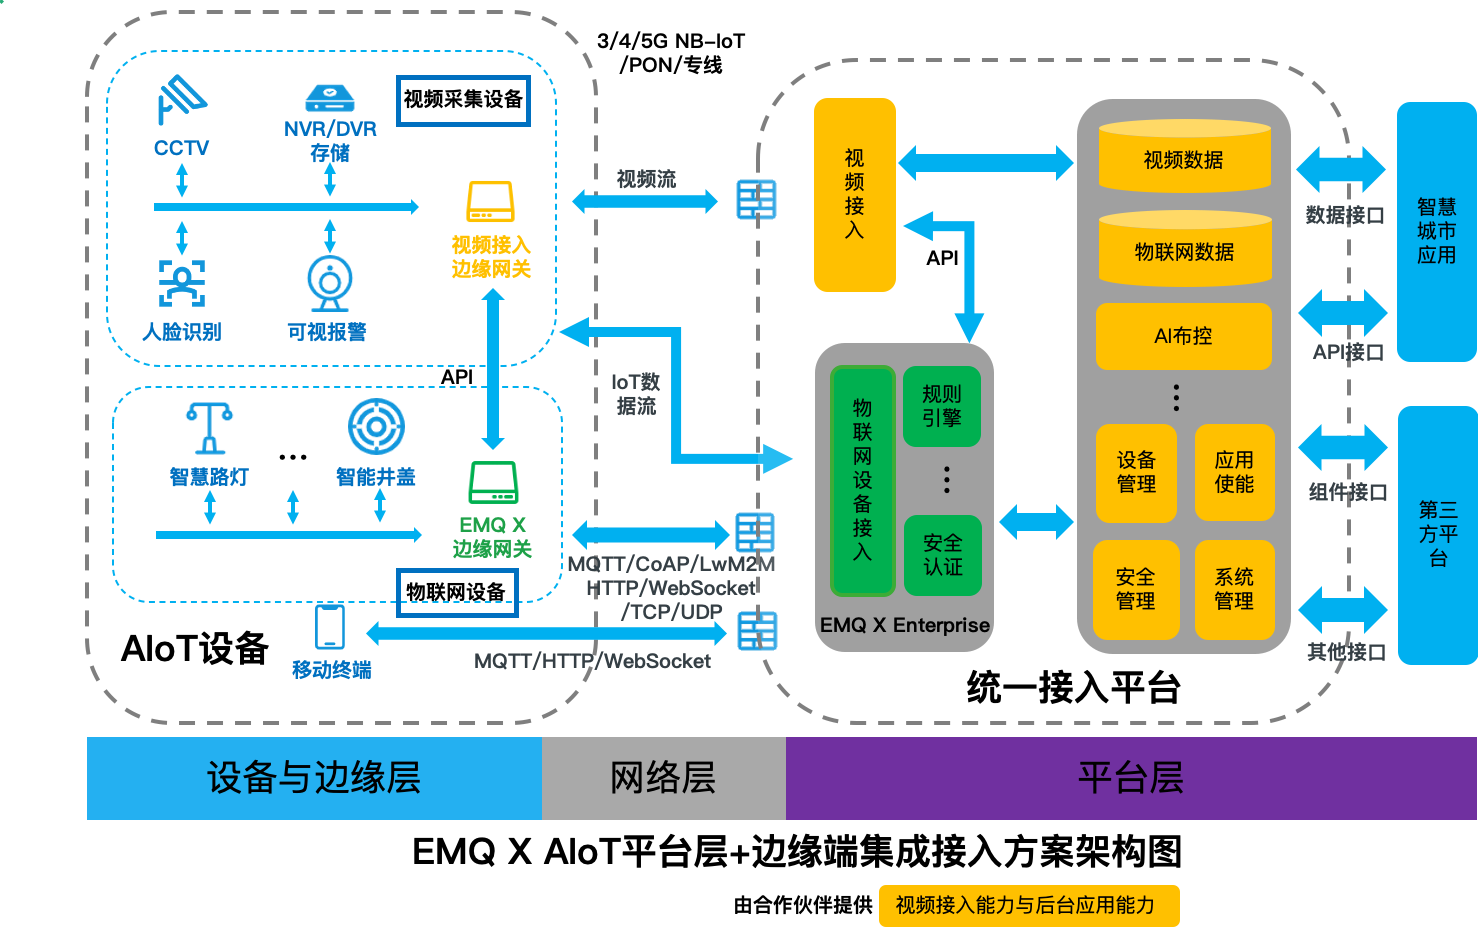 3/4/5G NB-IoT
/PON/专线
视频采集设备
CCTV
NVR/DVR
存储
视频接入
边缘网关
人脸识别
可视报警
API
智慧路灯
...
智能井盖
EMQ X
边缘网关
物联网设备
AIoT设备
移动终端
视频流
IoT数
据流
MQTT/CoAP/LwM2M
HTTP/WebSocket
/TCP/UDP
MQTT/HTTP/WebSocket
视
频
接
入
API
物
联
网
设
备
接
入
规则
引擎
安全
认证
EMQ X Enterprise
视频数据
物联网数据
AI布控
设备
管理
应用
使能
安全
管理
系统
管理
统一接入平台
数据接口
API接口
组件接口
其他接口
智慧
城市
应用
第三
方平
台
设备与边缘层
网络层
平台层
EMQ X AIoT平台层+边缘端集成接入方案架构图
由合作伙伴提供
视频接入能力与后台应用能力